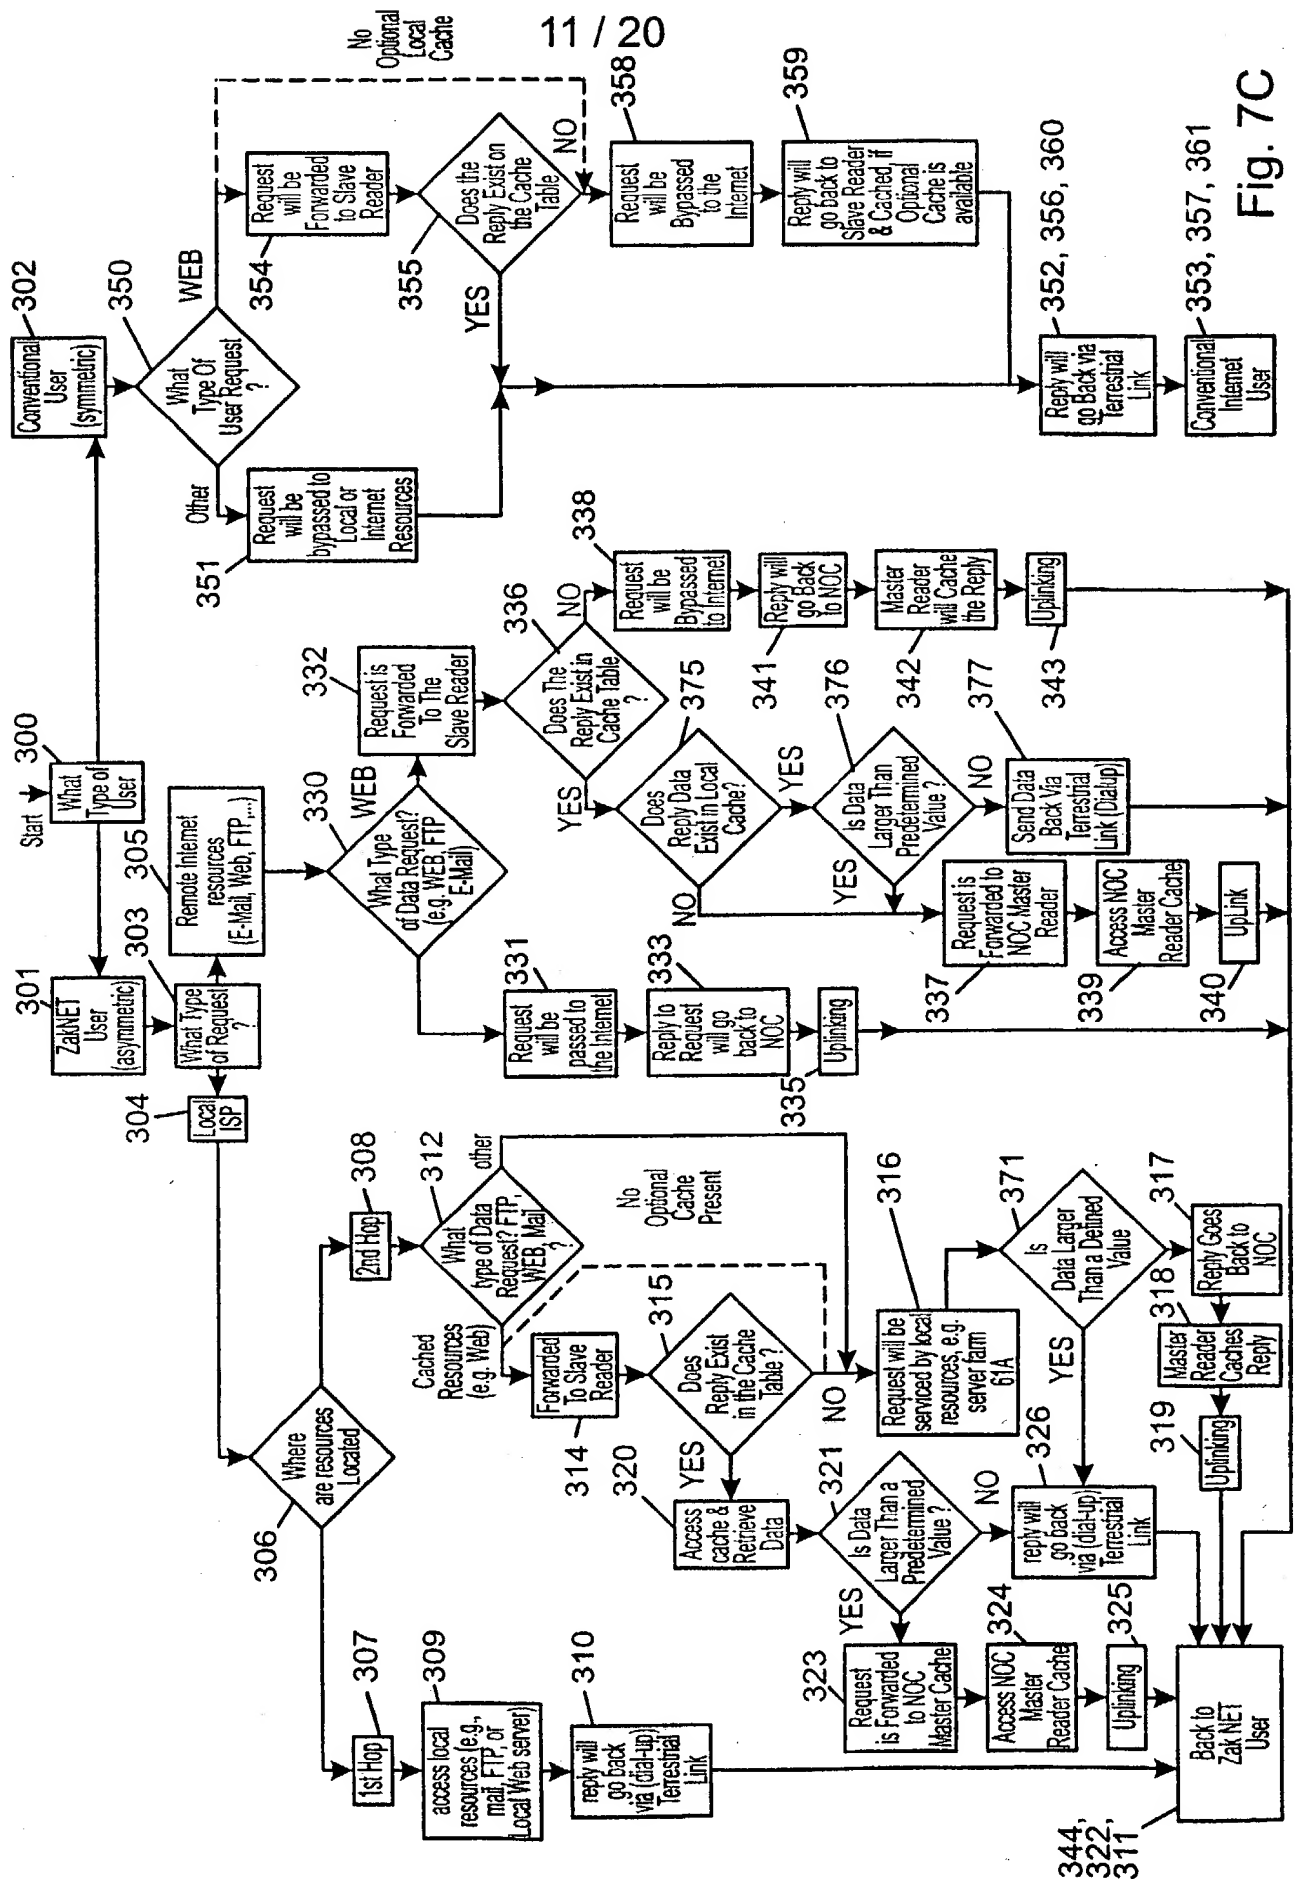 11 / 20
Start
300
What
Type of
User
301
ZakNET
User
(asymmetric)
302
Conventional
User
(symmetric)
303
What Type
of Request
?
304
Local
ISP
305
Remote Internet
resources
(E-Mail, Web, FTP,...)
306
Where
are resources
Located
307
1st Hop
309
access local
resources (e.g.,
mail, FTP, or
Local Web server)
310
reply will
go back
via (dial-up)
Terrestrial
Link
308
2nd Hop
312
What
type of Data
Request? FTP,
WEB, Mail
?
other
Cached
Resources
(e.g. Web)
No
Optional
Cache
Present
314
Forwarded
To Slave
Reader
315
Does
Reply Exist
in the Cache
Table ?
YES
NO
320
Access
cache &
Retrieve
Data
321
Is Data
Larger Than a
Predetermined
Value ?
YES
NO
323
Request
is Forwarded
to NOC
Master Cache
324
Access NOC
Master
Reader Cache
325
Uplinking
326
reply will
go back
via (dial-up)
Terrestrial
Link
316
Request will be
serviced by local
resources, e.g.
server farm
61A
371
Is
Data Larger
Than a Defined
Value
YES
317
Reply Goes
Back to
NOC
318
Master
Reader
Caches
Reply
319
Uplinking
Back to
Zak NET
User
344,
322,
311
330
What Type
of Data Request?
(e.g. WEB, FTP
E-Mail)
WEB
331
Request
will be
passed to
the Internet
333
Reply to
Request
will go
back to
NOC
335
Uplinking
332
Request is
Forwarded
To The
Slave Reader
336
Does The
Reply Exist in
Cache Table
?
YES
NO
375
Does
Reply Data
Exist in Local
Cache?
NO
YES
376
Is Data
Larger Than
Predetermined
Value ?
YES
NO
377
Send Data
Back Via
Terrestrial
Link (Dialup)
337
Request is
Forwarded to
NOC Master
Reader
339
Access NOC
Master
Reader Cache
340
UpLink
338
Request
will be
Bypassed
to Internet
341
Reply will
go Back
to NOC
342
Master
Reader
will Cache
the Reply
343
Uplinking
350
What
Type Of
User Request
?
Other
WEB
351
Request
will be
bypassed to
Local or
Internet
Resources
No
Optional
Local
Cache
354
Request
will be
Forwarded
to Slave
Reader
355
Does the
Reply Exist on
the Cache
Table
YES
NO
358
Request
will be
Bypassed
to the
Internet
359
Reply will
go back to
Slave Reader
& Cached, if
Optional
Cache is
available
352, 356, 360
Reply will
go Back via
Terrestrial
Link
353, 357, 361
Conventional
Internet
User
Fig. 7C